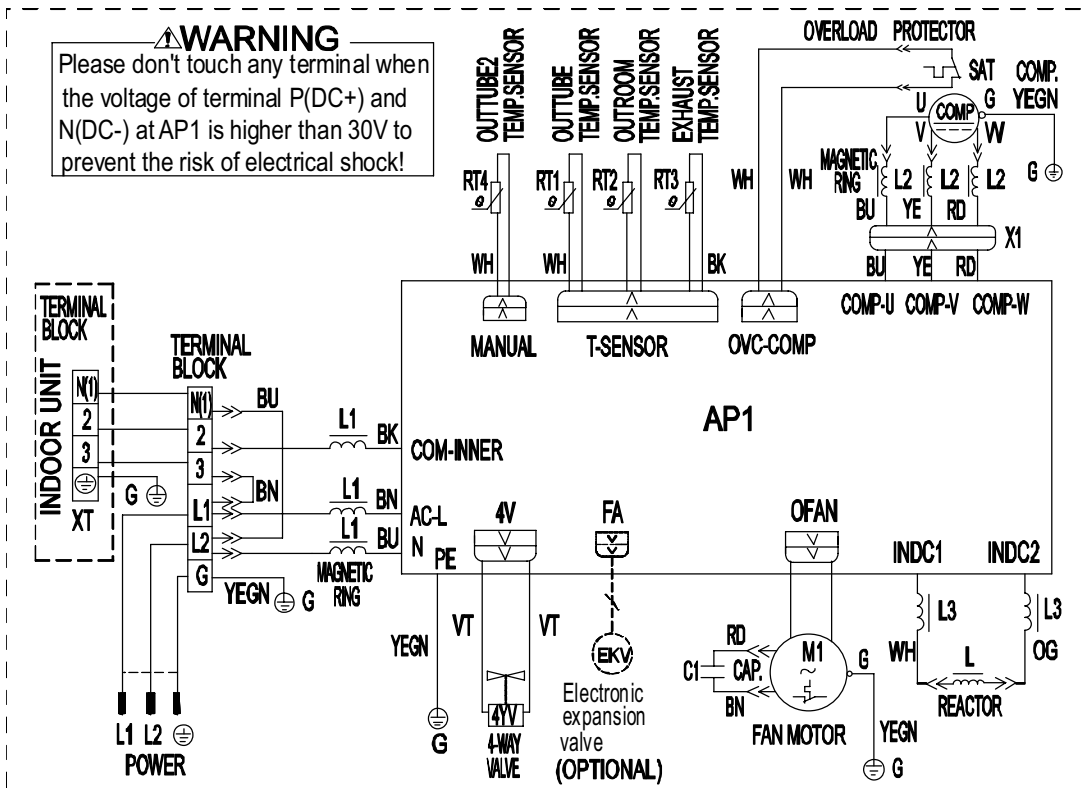 WARNING
Please don't touch any terminal when
the voltage of terminal P(DC+) and
N(DC-) at AP1 is higher than 30V to
prevent the risk of electrical shock!
OUTTUBE2
TEMP.SENSOR
OUTTUBE
TEMP.SENSOR
OUTROOM
TEMP.SENSOR
EXHAUST
TEMP.SENSOR
OVERLOAD PROTECTOR
SAT
COMP.
G YEGN
U
COMP
V W
MAGNETIC
RING
L2 L2 L2
G
RT4 RT1 RT2 RT3
θ θ θ θ
WH WH
BU YE RD
X1
WH WH BK
BU YE RD
COMP-U COMP-V COMP-W
MANUAL T-SENSOR OVC-COMP
TERMINAL
BLOCK
INDOOR UNIT
N(1)
2
3
G
XT
TERMINAL
BLOCK
N(1)
2
3
L1
L2
G
BU
BN
YEGN G
L1 BK COM-INNER
L1 BN AC-L
L1 BU N
MAGNETIC
RING
PE
AP1
4V FA OFAN INDC1 INDC2
YEGN
G
VT VT
4YV
4-WAY
VALVE
EKV
Electronic
expansion
valve
(OPTIONAL)
RD
C1 CAP.
BN
M1
G
FAN MOTOR
YEGN
G
L3 L3
WH L OG
REACTOR
L1 L2
POWER